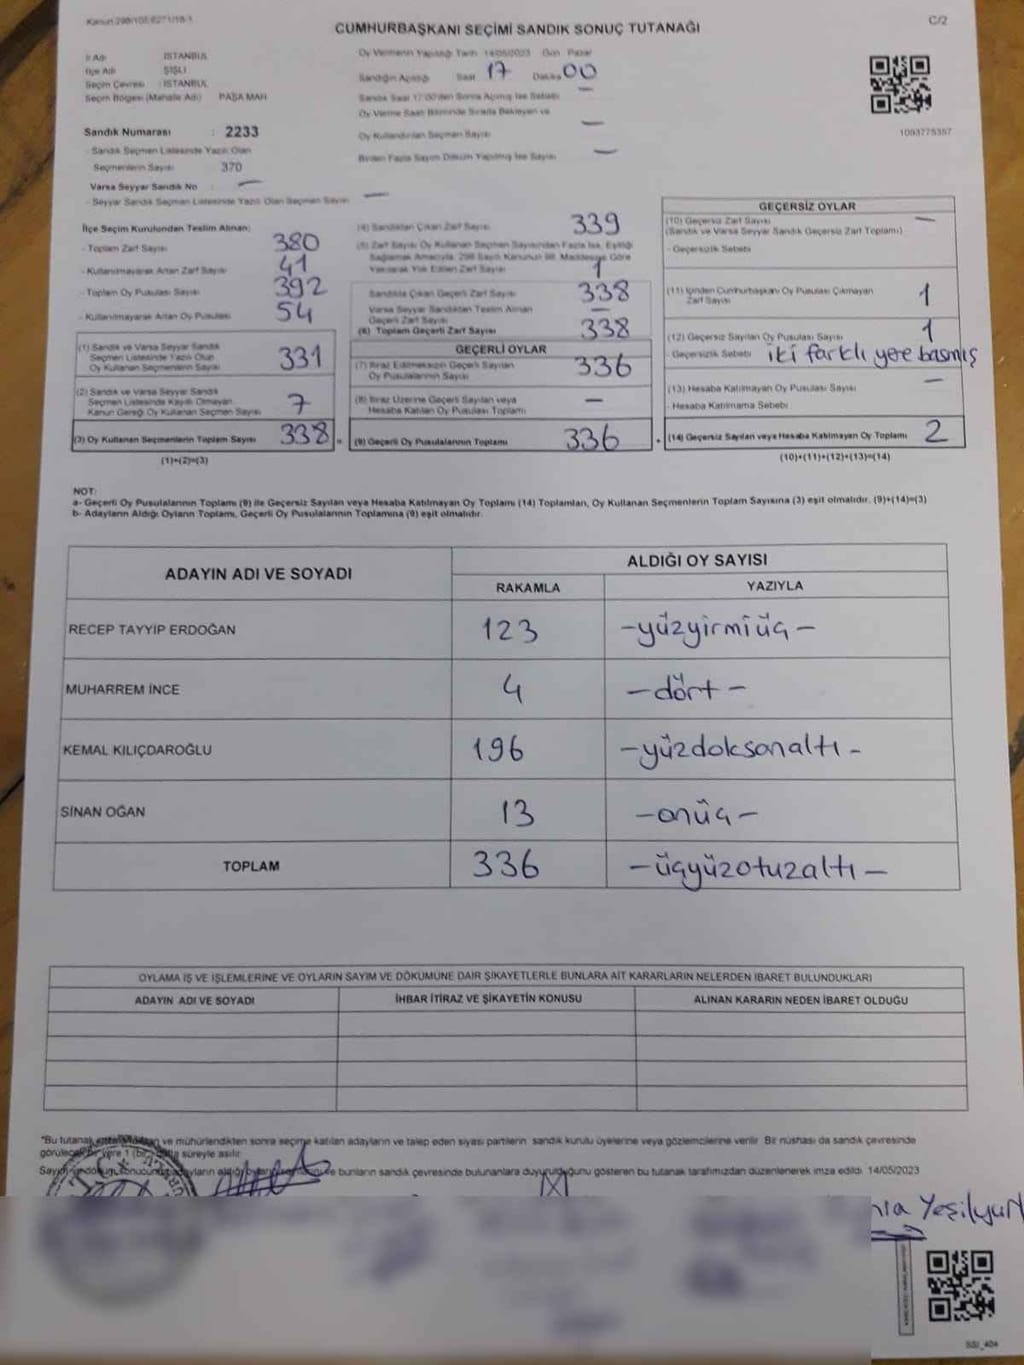 Kanun:298/105,6271/18-1
C/2
CUMHURBAŞKANI SEÇİMİ SANDIK SONUÇ TUTANAĞI
İl Adı : İSTANBUL
İlçe Adı : ŞİŞLİ
Seçim Çevresi : İSTANBUL
Seçim Bölgesi (Mahalle Adı) PAŞA MAH
Sandık Numarası : 2233
- Sandık Seçmen Listesinde Yazılı Olan
Seçmenlerin Sayısı 370
Varsa Seyyar Sandık No : —
- Seyyar Sandık Seçmen Listesinde Yazılı Olan Seçmen Sayısı —
Oy Vermenin Yapıldığı Tarih 14/05/2023 Gün Pazar
Sandığın Açıldığı Saat 17 Dakika 00
Sandık Saat 17:00'den Sonra Açılmış İse Sebebi —
Oy Verme Saati Bitiminde Sırada Bekleyen ve
Oy Kullandırılan Seçmen Sayısı —
Birden Fazla Sayım Döküm Yapılmış İse Sayısı —
1093775357
İlçe Seçim Kurulundan Teslim Alınan:
- Toplam Zarf Sayısı 380
- Kullanılmayarak Artan Zarf Sayısı 41
- Toplam Oy Pusulası Sayısı 392
- Kullanılmayarak Artan Oy Pusulası 54
(1) Sandık ve Varsa Seyyar Sandık
Seçmen Listesinde Yazılı Olup
Oy Kullanan Seçmenlerin Sayısı 331
(2) Sandık ve Varsa Seyyar Sandık
Seçmen Listesinde Kayıtlı Olmayan
Kanun Gereği Oy Kullanan Seçmen Sayısı 7
(3) Oy Kullanan Seçmenlerin Toplam Sayısı 338
(1)+(2)=(3)
(4) Sandıktan Çıkan Zarf Sayısı 339
(5) Zarf Sayısı Oy Kullanan Seçmen Sayısından Fazla İse, Eşitliği
Sağlamak Amacıyla, 298 Sayılı Kanunun 98. Maddesine Göre
Yakılarak Yok Edilen Zarf Sayısı 1
Sandıkta Çıkan Geçerli Zarf Sayısı 338
Varsa Seyyar Sandıktan Teslim Alınan
Geçerli Zarf Sayısı —
(6) Toplam Geçerli Zarf Sayısı 338
GEÇERLİ OYLAR
(7) İtiraz Edilmeksizin Geçerli Sayılan
Oy Pusulalarının Sayısı 336
(8) İtiraz Üzerine Geçerli Sayılan veya
Hesaba Katılan Oy Pusulası Toplamı —
(9) Geçerli Oy Pusulalarının Toplamı 336
GEÇERSİZ OYLAR
(10) Geçersiz Zarf Sayısı —
(Sandık ve Varsa Seyyar Sandık Geçersiz Zarf Toplamı)
- Geçersizlik Sebebi
(11) İçinden Cumhurbaşkanı Oy Pusulası Çıkmayan
Zarf Sayısı 1
(12) Geçersiz Sayılan Oy Pusulası Sayısı 1
- Geçersizlik Sebebi iki farklı yere basmış
(13) Hesaba Katılmayan Oy Pusulası Sayısı —
- Hesaba Katılmama Sebebi
(14) Geçersiz Sayılan veya Hesaba Katılmayan Oy Toplamı 2
(10)+(11)+(12)+(13)=(14)
NOT:
a- Geçerli Oy Pusulalarının Toplamı (9) ile Geçersiz Sayılan veya Hesaba Katılmayan Oy Toplamı (14) Toplamları, Oy Kullanan Seçmenlerin Toplam Sayısına (3) eşit olmalıdır. (9)+(14)=(3)
b- Adayların Aldığı Oyların Toplamı, Geçerli Oy Pusulalarının Toplamına (9) eşit olmalıdır.
ADAYIN ADI VE SOYADI
ALDIĞI OY SAYISI
RAKAMLA YAZIYLA
RECEP TAYYİP ERDOĞAN 123 —yüzyirmiüç—
MUHARREM İNCE 4 —dört—
KEMAL KILIÇDAROĞLU 196 —yüzdoksanaltı—
SİNAN OĞAN 13 —onüç—
TOPLAM 336 —üçyüzotuzaltı—
OYLAMA İŞ VE İŞLEMLERİNE VE OYLARIN SAYIM VE DÖKÜMÜNE DAİR ŞİKAYETLERLE BUNLARA AİT KARARLARIN NELERDEN İBARET BULUNDUKLARI
ADAYIN ADI VE SOYADI İHBAR İTİRAZ VE ŞİKAYETİN KONUSU ALINAN KARARIN NEDEN İBARET OLDUĞU
"Bu tutanak ve mühürlendikten sonra seçime katılan adayların ve talep eden siyasi partilerin sandık kurulu üyelerine veya gözlemcilerine verilir. Bir nüshası da sandık çevresinde
görülecek bir yere 1 (bir) hafta süreyle asılır.
Sayım ve döküm sonucunda adayların aldığı ve bunların sandık çevresinde bulunanlara duyurulduğunu gösteren bu tutanak tarafımızdan düzenlenerek imza edildi. 14/05/2023
Yeşilyurt